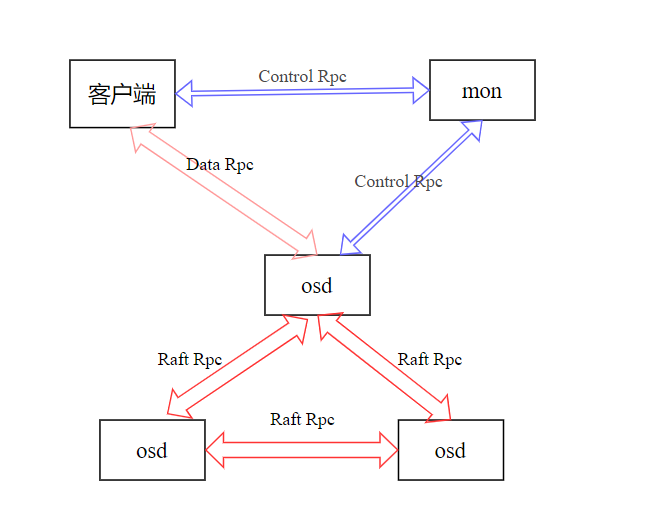 Control Rpc
客户端
mon
Data Rpc
Control Rpc
osd
Raft Rpc
Raft Rpc
Raft Rpc
osd
osd